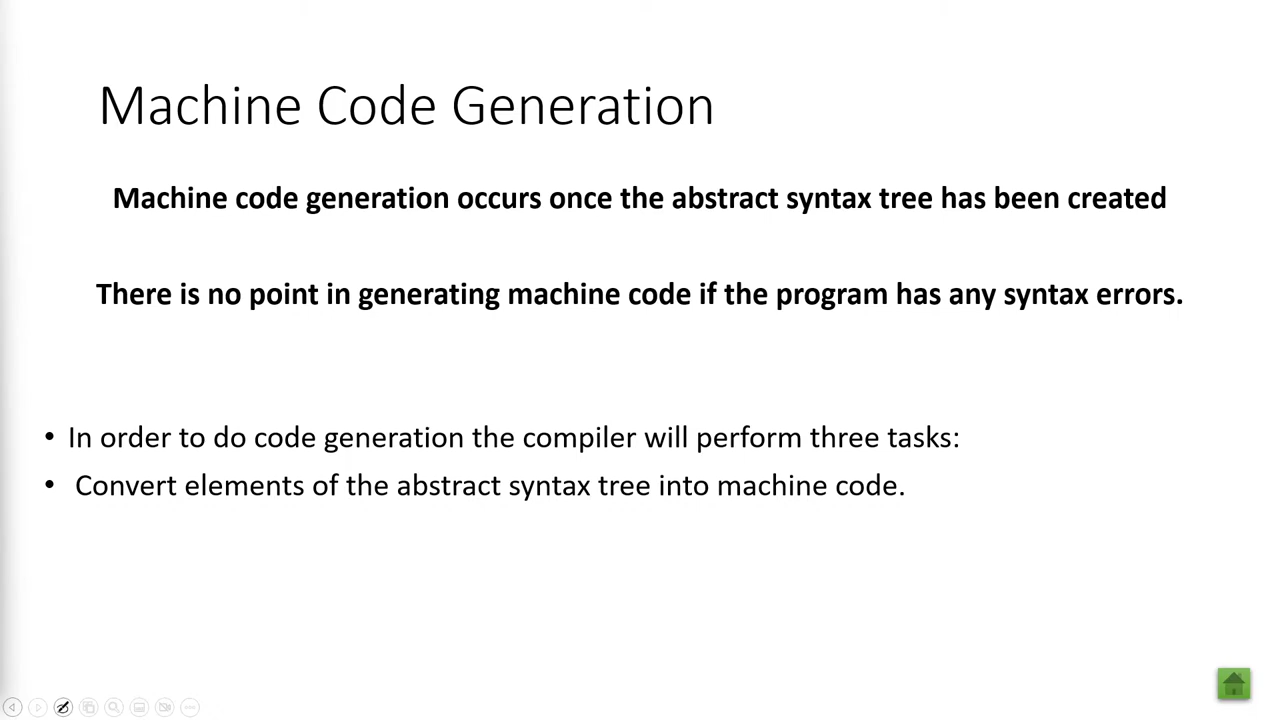 Machine Code Generation
Machine code generation occurs once the abstract syntax tree has been created
There is no point in generating machine code if the program has any syntax errors.
• In order to do code generation the compiler will perform three tasks:
• Convert elements of the abstract syntax tree into machine code.